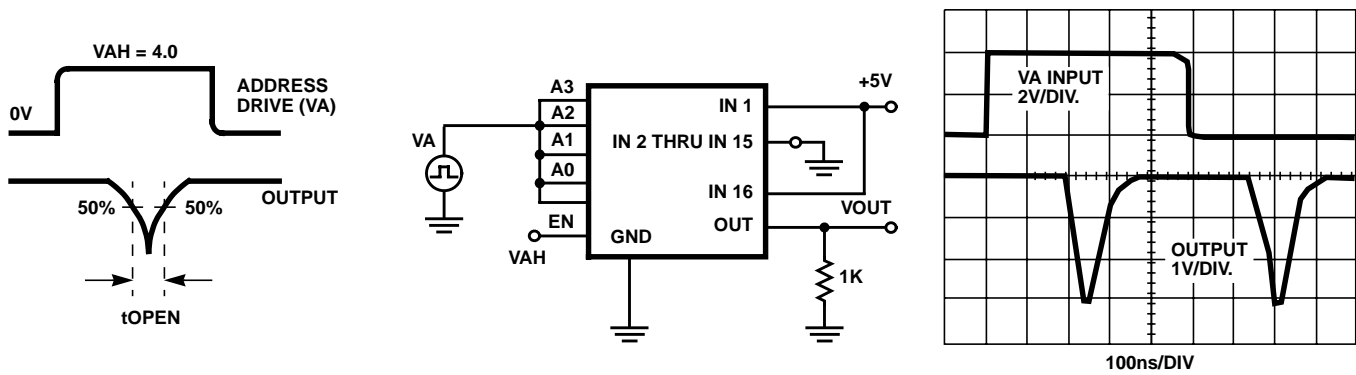 VAH = 4.0
ADDRESS
DRIVE (VA)
0V
OUTPUT
50% 50%
tOPEN
VA
A3
A2
A1
A0
EN
VAH
GND
IN 1
IN 2 THRU IN 15
IN 16
OUT
+5V
VOUT
1K
VA INPUT
2V/DIV.
OUTPUT
1V/DIV.
100ns/DIV